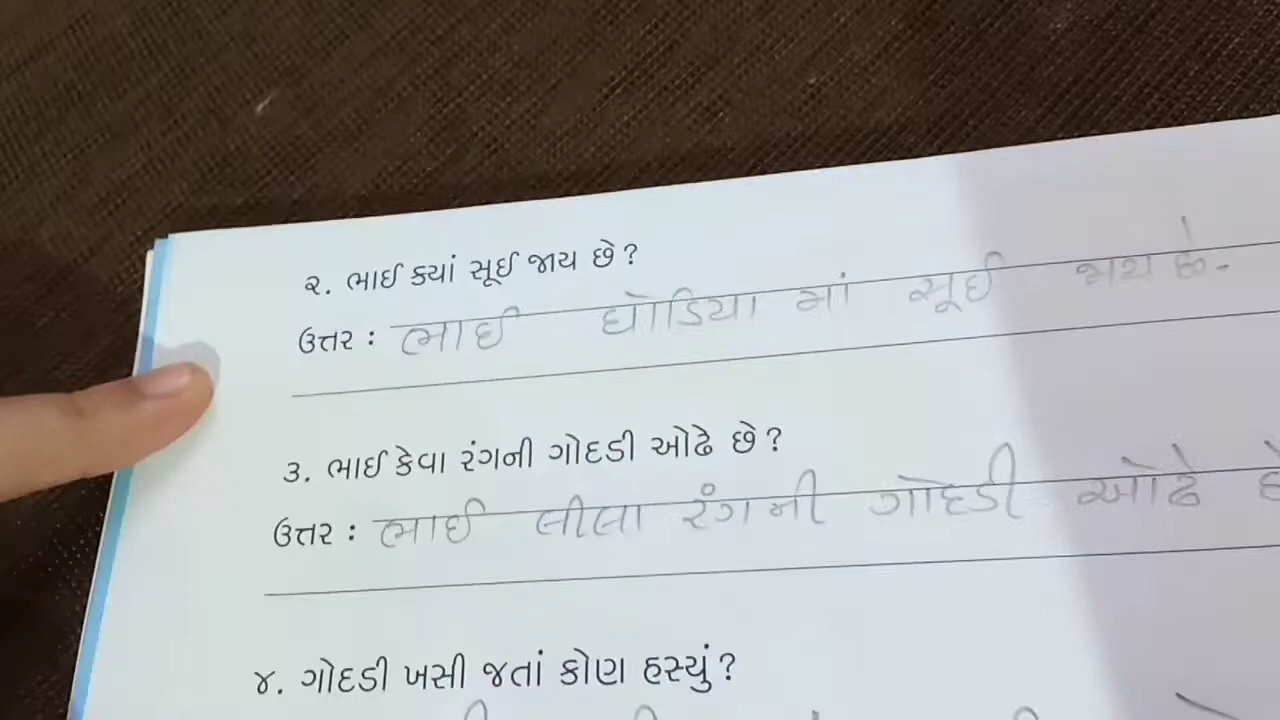 ૨. ભાઈ ક્યાં સૂઈ જાય છે?
ઉત્તર : ભાઈ ઘોડિયા માં સૂઈ જાય છે.
૩. ભાઈ કેવા રંગની ગોદડી ઓઢે છે?
ઉત્તર : ભાઈ લીલા રંગની ગોદડી ઓઢે
૪. ગોદડી ખસી જતાં કોણ હસ્યું?